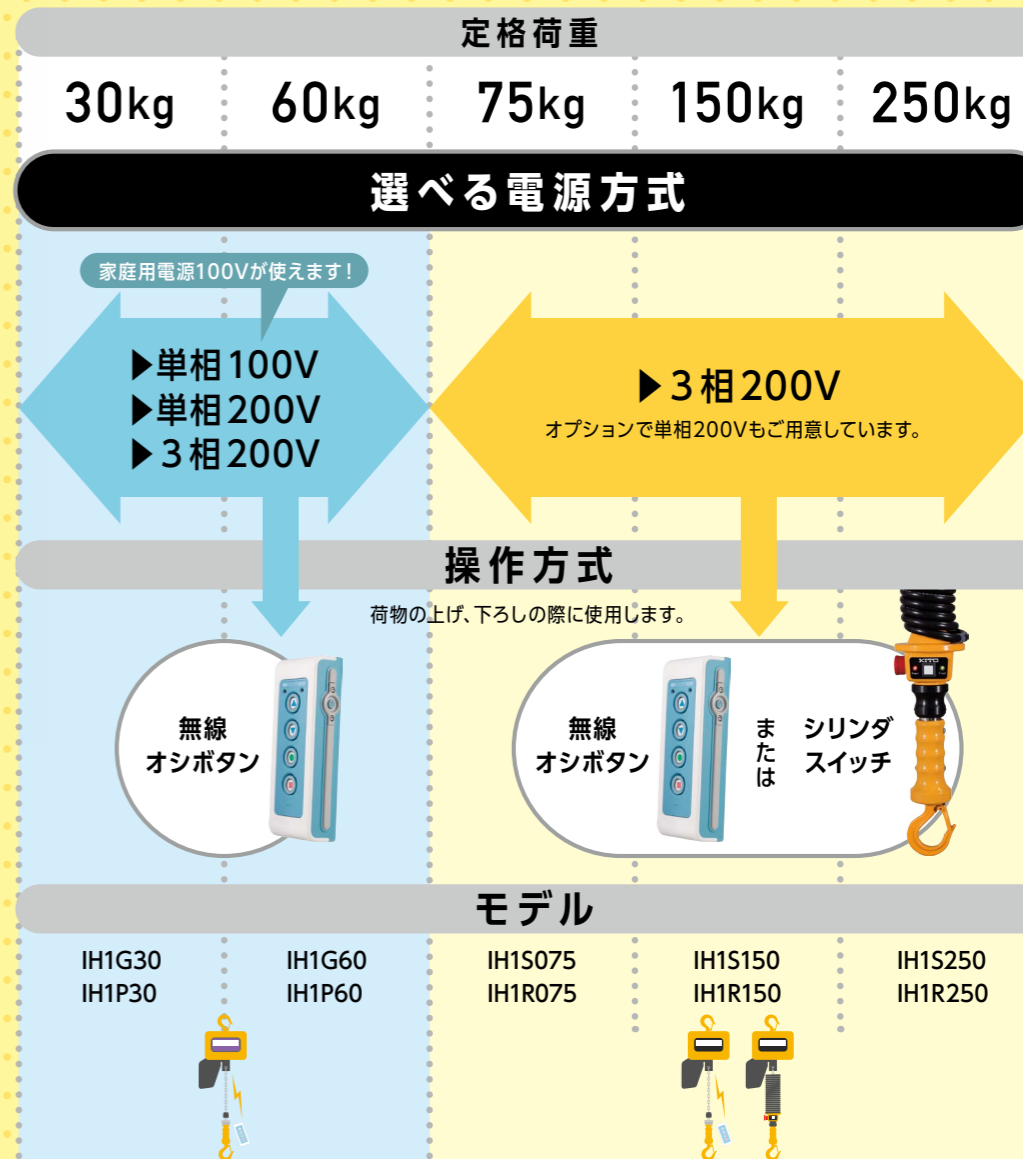 定格荷重
30kg 60kg 75kg 150kg 250kg
選べる電源方式
家庭用電源100Vが使えます!
▶単相100V
▶単相200V
▶3相200V
▶3相200V
オプションで単相200Vもご用意しています。
操作方式
荷物の上げ、下ろしの際に使用します。
無線
オシボタン
無線
オシボタン
または
シリンダ
スイッチ
KITO
モデル
IH1G30 IH1G60 IH1S075 IH1S150 IH1S250
IH1P30 IH1P60 IH1R075 IH1R150 IH1R250